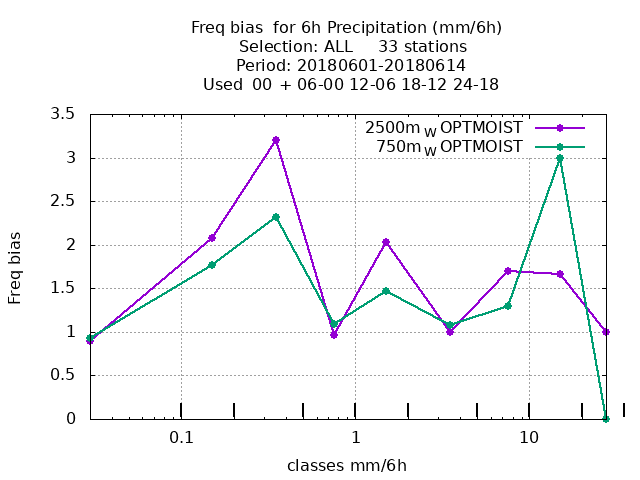 Freq bias  for 6h Precipitation (mm/6h)
Selection: ALL     33 stations
Period: 20180601-20180614
Used  00  + 06-00 12-06 18-12 24-18
2500m W OPTMOIST
750m W OPTMOIST
3.5
3
2.5
2
1.5
1
0.5
0
Freq bias
0.1
1
10
classes mm/6h